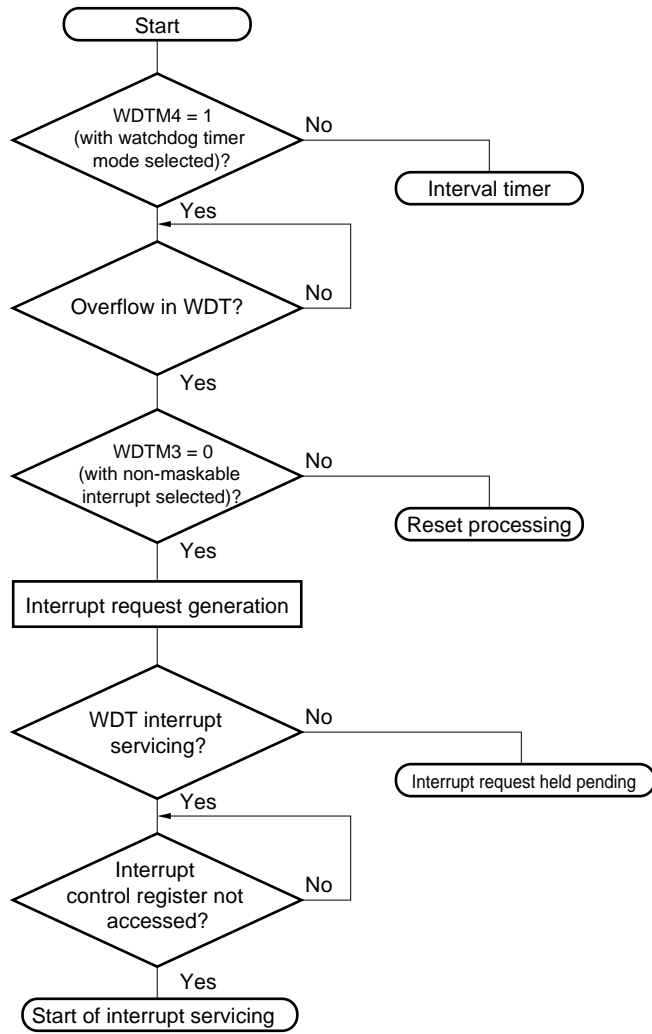 Start
WDTM4 = 1
(with watchdog timer
mode selected)?
No
Interval timer
Yes
Overflow in WDT?
No
Yes
WDTM3 = 0
(with non-maskable
interrupt selected)?
No
Reset processing
Yes
Interrupt request generation
WDT interrupt
servicing?
No
Interrupt request held pending
Yes
Interrupt
control register not
accessed?
No
Yes
Start of interrupt servicing